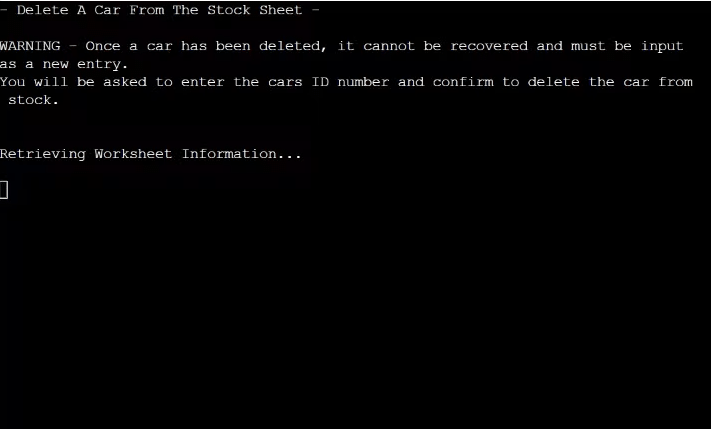 - Delete A Car From The Stock Sheet -
WARNING - Once a car has been deleted, it cannot be recovered and must be input
as a new entry.
You will be asked to enter the cars ID number and confirm to delete the car from
stock.
Retrieving Worksheet Information...